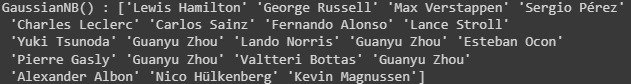 GaussianNB() : ['Lewis Hamilton' 'George Russell' 'Max Verstappen' 'Sergio Pérez'
'Charles Leclerc' 'Carlos Sainz' 'Fernando Alonso' 'Lance Stroll'
'Yuki Tsunoda' 'Guanyu Zhou' 'Lando Norris' 'Guanyu Zhou' 'Esteban Ocon'
'Pierre Gasly' 'Guanyu Zhou' 'Valtteri Bottas' 'Guanyu Zhou'
'Alexander Albon' 'Nico Hülkenberg' 'Kevin Magnussen']